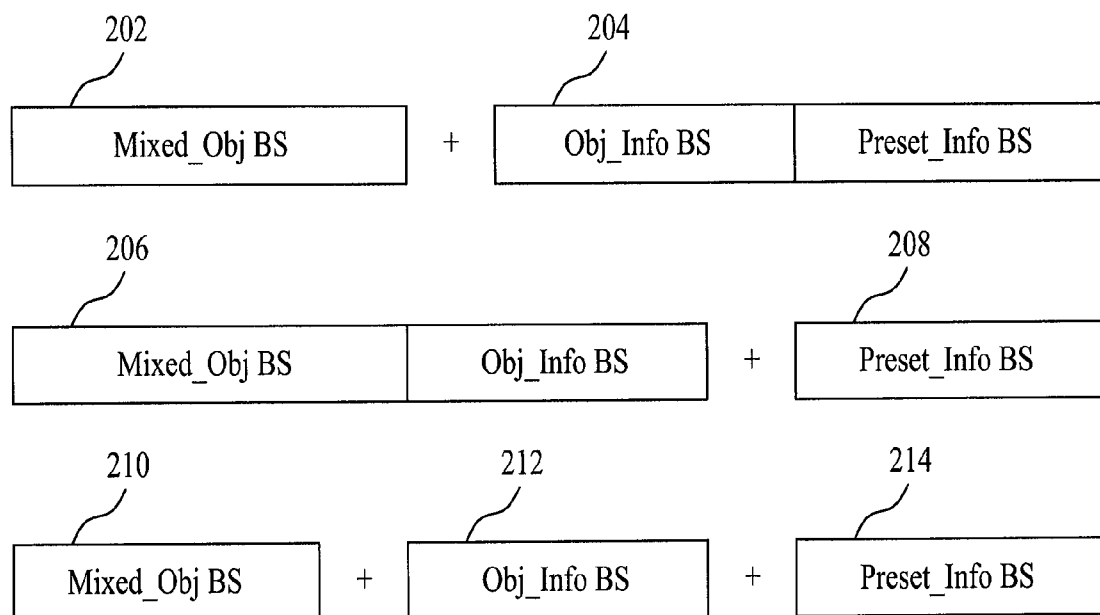 202 204
Mixed_Obj BS + Obj_Info BS Preset_Info BS
206 208
Mixed_Obj BS Obj_Info BS + Preset_Info BS
210 212 214
Mixed_Obj BS + Obj_Info BS + Preset_Info BS